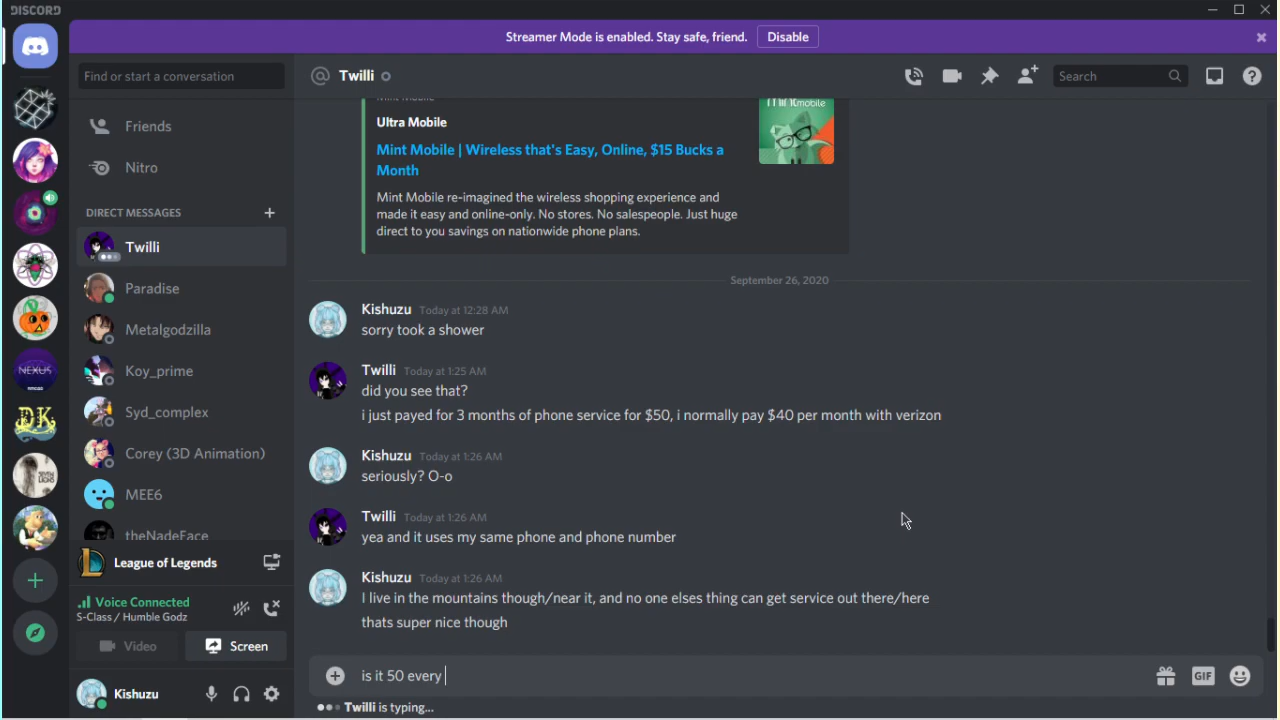 DISCORD
Streamer Mode is enabled. Stay safe, friend.
Disable
Find or start a conversation
Twilli
Search
Friends
Nitro
DIRECT MESSAGES
Twilli
Paradise
Metalgodzilla
Koy_prime
Syd_complex
Corey (3D Animation)
MEE6
theNadeFace
NEXUS
DK
League of Legends
Voice Connected
S-Class / Humble Godz
Video
Screen
Kishuzu
Mint Mobile
Ultra Mobile
Mint Mobile | Wireless that's Easy, Online, $15 Bucks a
Month
Mint Mobile re-imagined the wireless shopping experience and
made it easy and online-only. No stores. No salespeople. Just huge
direct to you savings on nationwide phone plans.
mintmobile
September 26, 2020
Kishuzu Today at 12:28 AM
sorry took a shower
Twilli Today at 1:25 AM
did you see that?
i just payed for 3 months of phone service for $50, i normally pay $40 per month with verizon
Kishuzu Today at 1:26 AM
seriously? O-o
Twilli Today at 1:26 AM
yea and it uses my same phone and phone number
Kishuzu Today at 1:26 AM
I live in the mountains though/near it, and no one elses thing can get service out there/here
thats super nice though
is it 50 every
GIF
Twilli is typing...